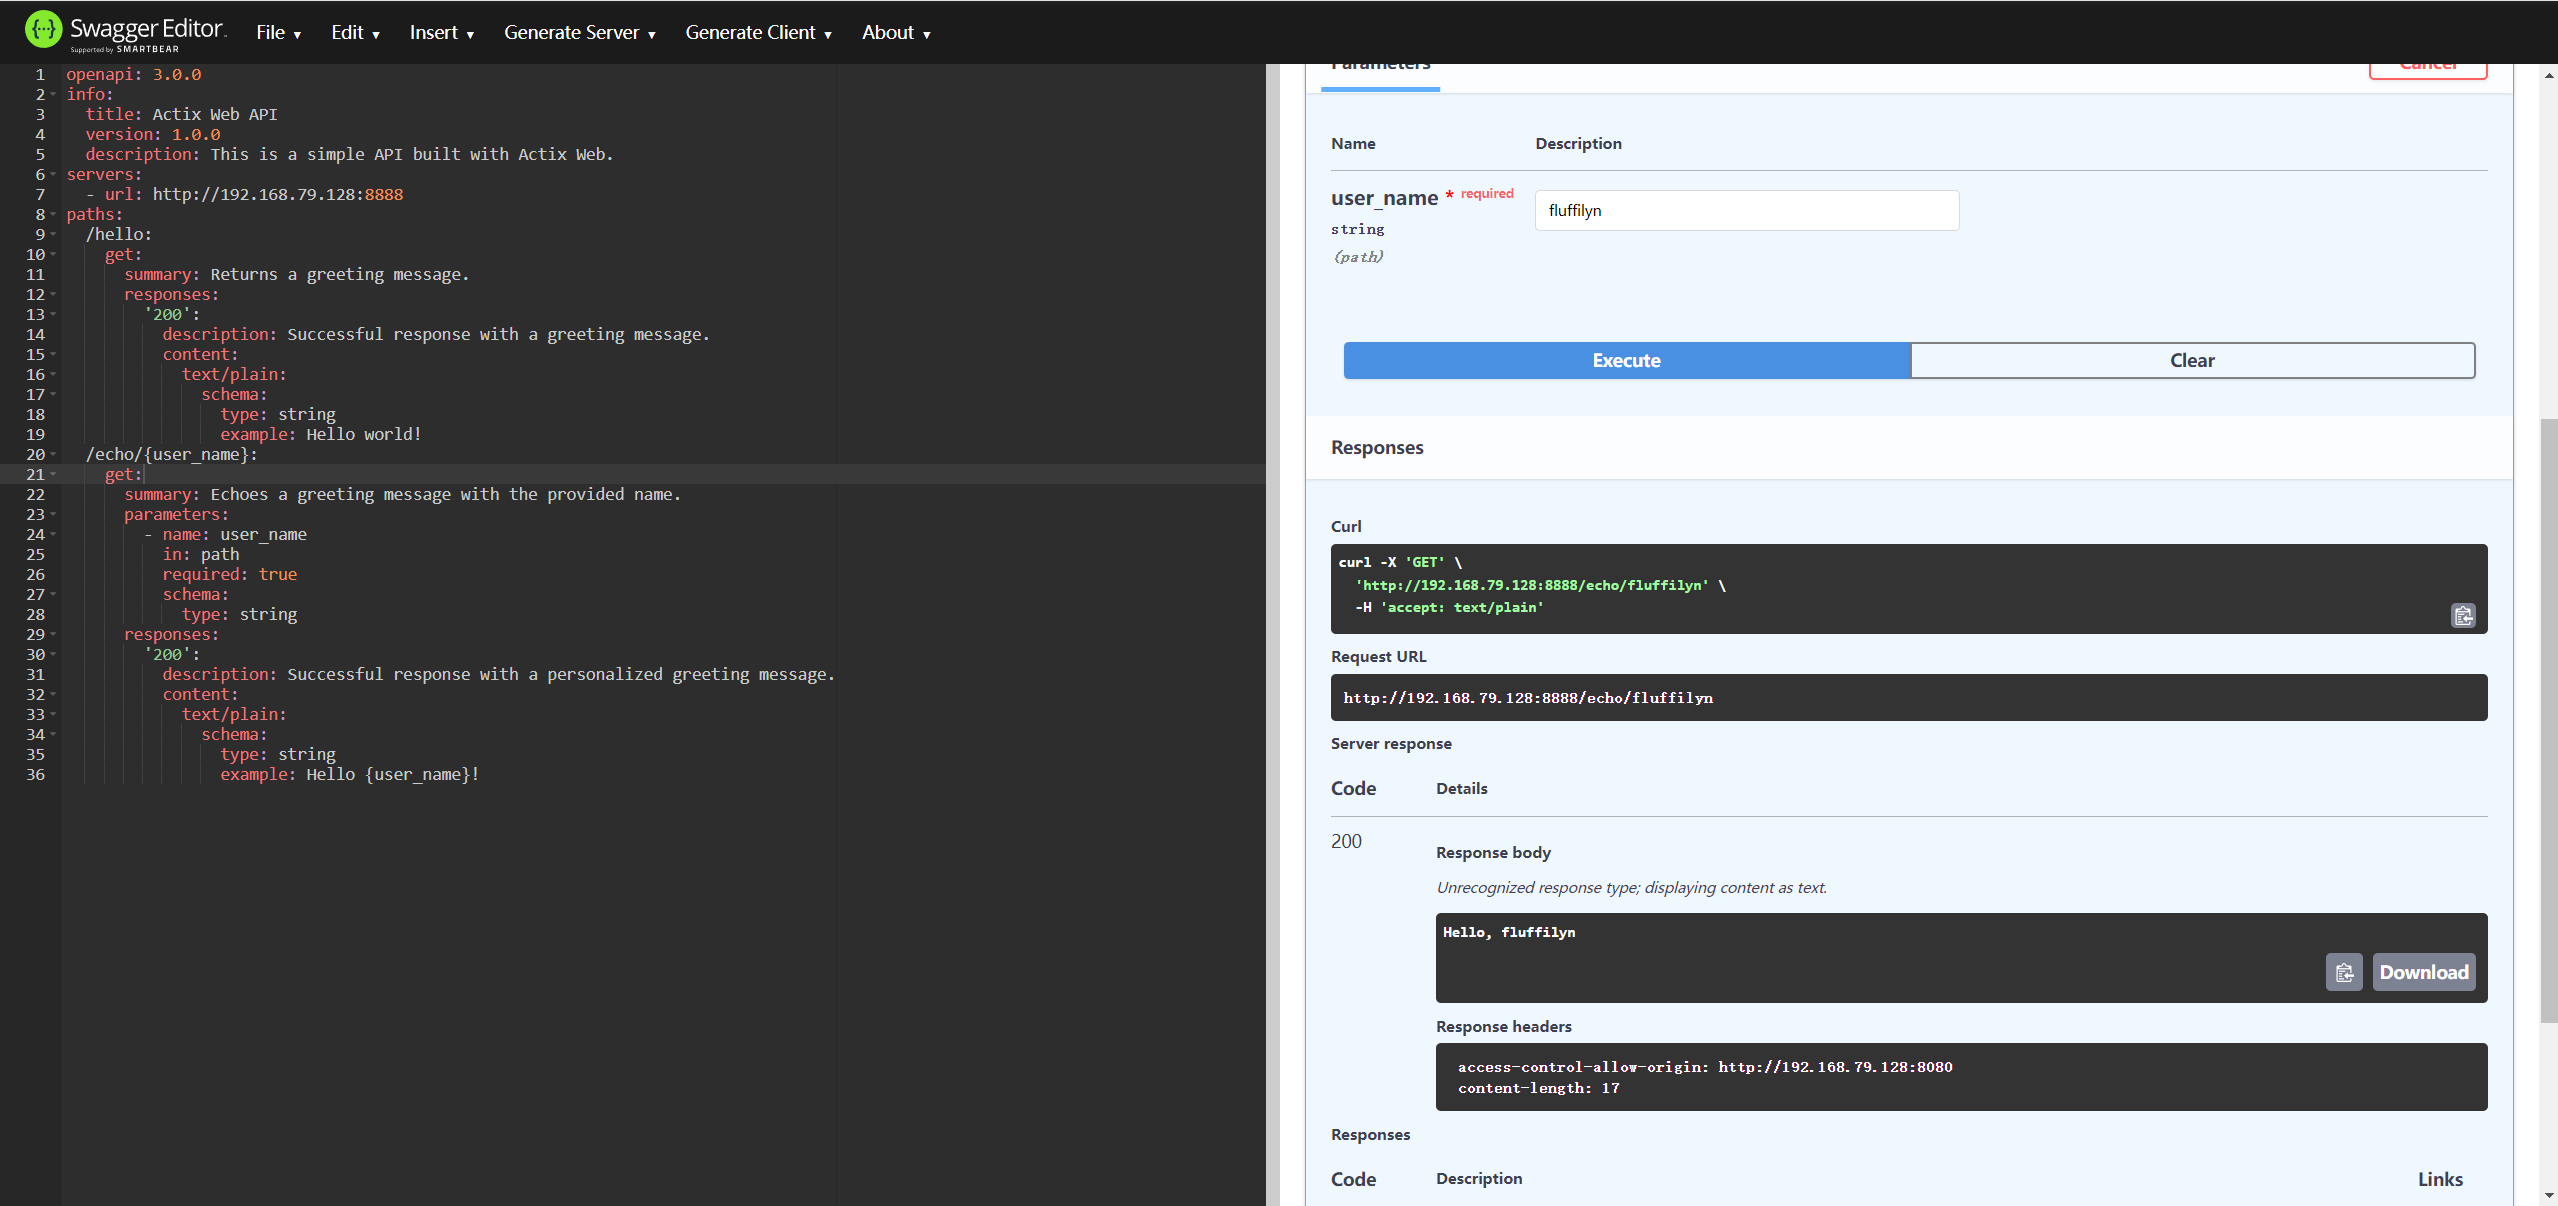 Swagger Editor
Supported by SMARTBEAR
File
Edit
Insert
Generate Server
Generate Client
About
1 openapi: 3.0.0
2 info:
3   title: Actix Web API
4   version: 1.0.0
5   description: This is a simple API built with Actix Web.
6 servers:
7   - url: http://192.168.79.128:8888
8 paths:
9   /hello:
10     get:
11       summary: Returns a greeting message.
12       responses:
13         '200':
14           description: Successful response with a greeting message.
15           content:
16             text/plain:
17               schema:
18                 type: string
19                 example: Hello world!
20   /echo/{user_name}:
21     get:
22       summary: Echoes a greeting message with the provided name.
23       parameters:
24         - name: user_name
25           in: path
26           required: true
27           schema:
28             type: string
29       responses:
30         '200':
31           description: Successful response with a personalized greeting message.
32           content:
33             text/plain:
34               schema:
35                 type: string
36                 example: Hello {user_name}!
Parameters
Cancel
Name Description
user_name * required
fluffilyn
string
(path)
Execute
Clear
Responses
Curl
curl -X 'GET' \
  'http://192.168.79.128:8888/echo/fluffilyn' \
  -H 'accept: text/plain'
Request URL
http://192.168.79.128:8888/echo/fluffilyn
Server response
Code Details
200
Response body
Unrecognized response type; displaying content as text.
Hello, fluffilyn
Download
Response headers
access-control-allow-origin: http://192.168.79.128:8080
content-length: 17
Responses
Code Description Links